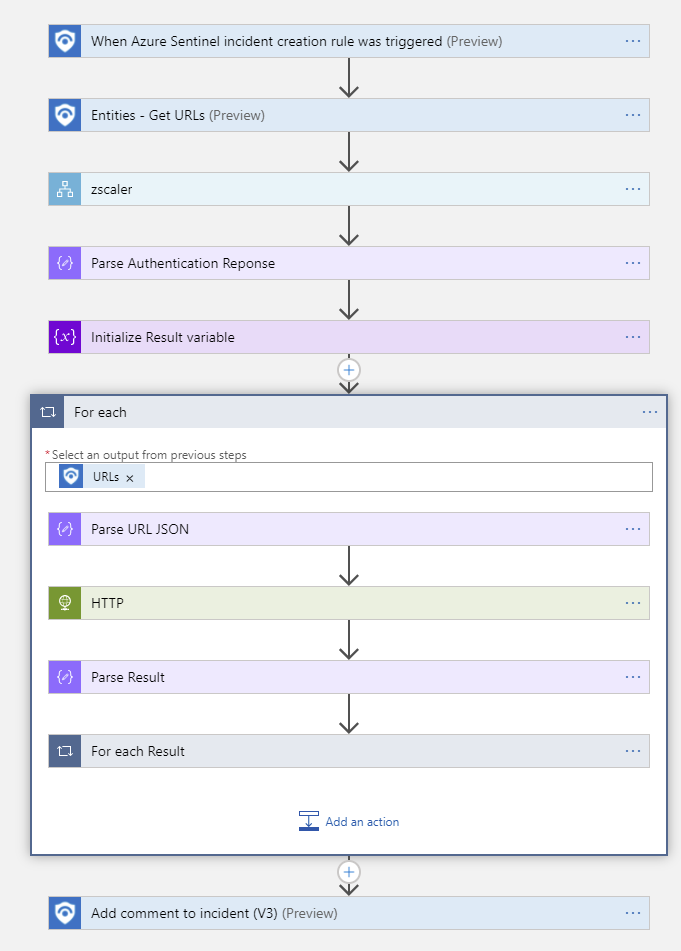 When Azure Sentinel incident creation rule was triggered (Preview)
Entities - Get URLs (Preview)
zscaler
Parse Authentication Reponse
{x} Initialize Result variable
For each
* Select an output from previous steps
URLs ×
Parse URL JSON
HTTP
Parse Result
For each Result
Add an action
Add comment to incident (V3) (Preview)